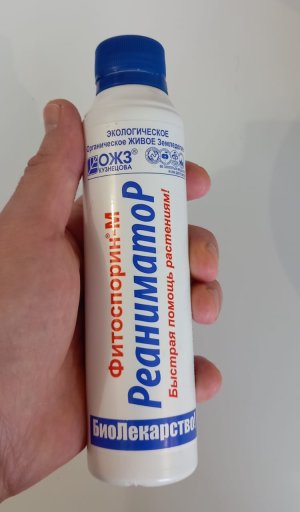 ЭКОЛОГИЧЕСКОЕ
Органическое ЖИВОЕ Земледелие
ОЖЗ®
КУЗНЕЦОВА
Фитоспорин®-М
Реаниматор
Быстрая помощь растениям!
БиоЛекарство!